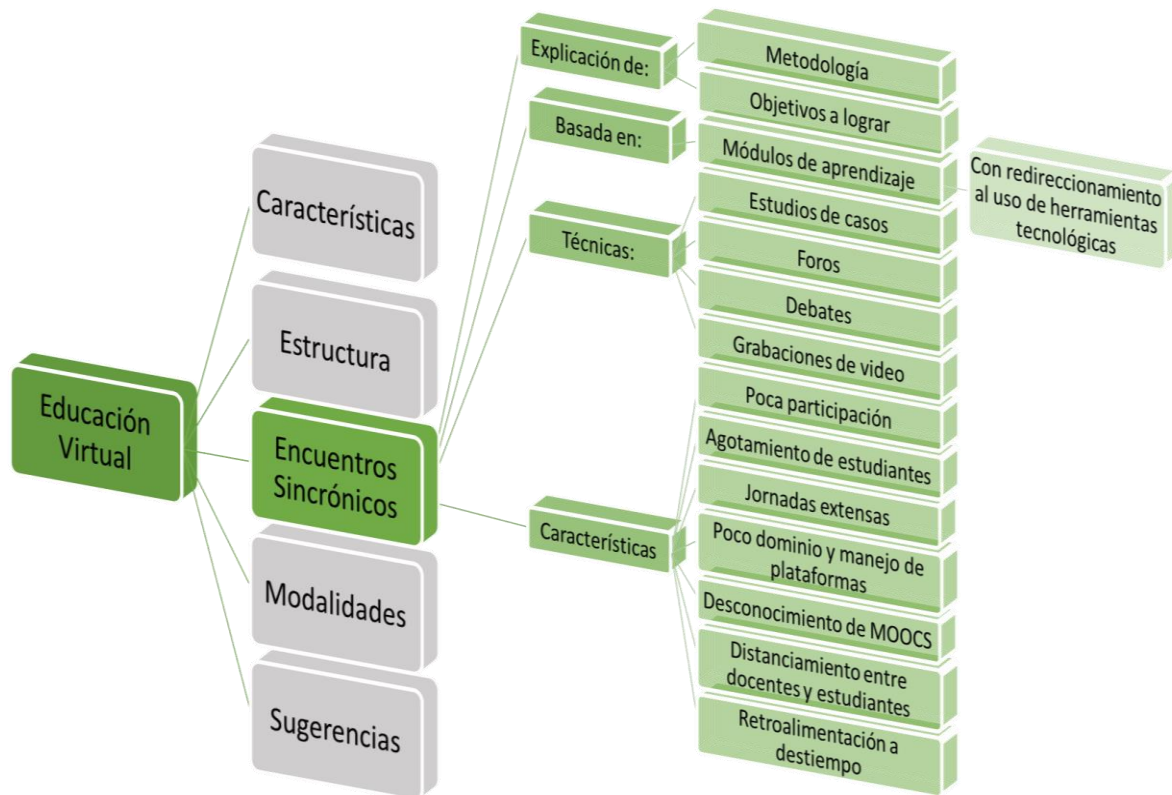 Educación
Virtual
Característícas
Estructura
Encuentros
Sincrónicos
Modalidades
Sugerencias
Explicación de:
Metodología
Objetivos a lograr
Basada en:
Módulos de aprendizaje
Con redireccionamiento
al uso de herramientas
tecnológicas
Técnicas:
Estudios de casos
Foros
Debates
Grabaciones de video
Características
Poca participación
Agotamiento de estudiantes
Jornadas extensas
Poco dominio y manejo de
plataformas
Desconocimiento de MOOCS
Distanciamiento entre
docentes y estudiantes
Retroalimentación a
destiempo